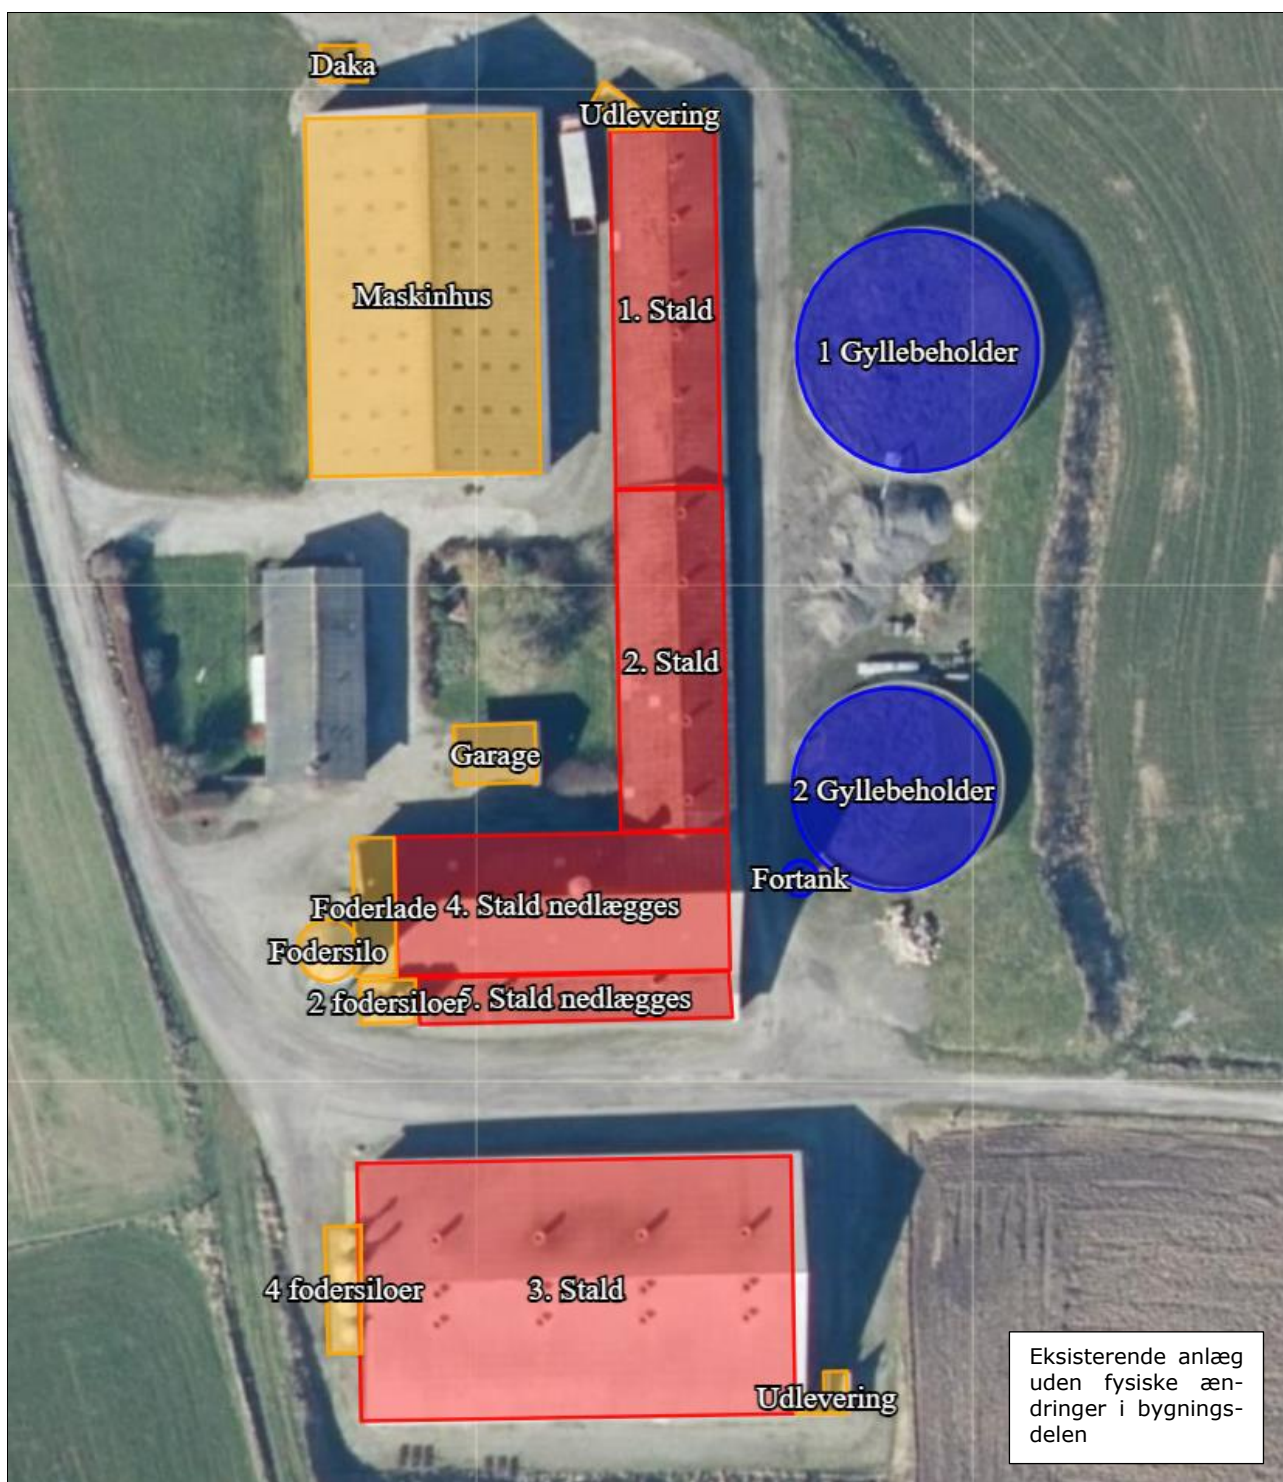 Daka
Udlevering
Maskinhus
1. Stald
1 Gyllebeholder
2. Stald
Garage
2 Gyllebeholder
Fortank
Foderlade
4. Stald nedlægges
Fodersilo
2 fodersiloer
5. Stald nedlægges
4 fodersiloer
3. Stald
Udlevering
Eksisterende anlæg
uden fysiske æn-
dringer i bygnings-
delen